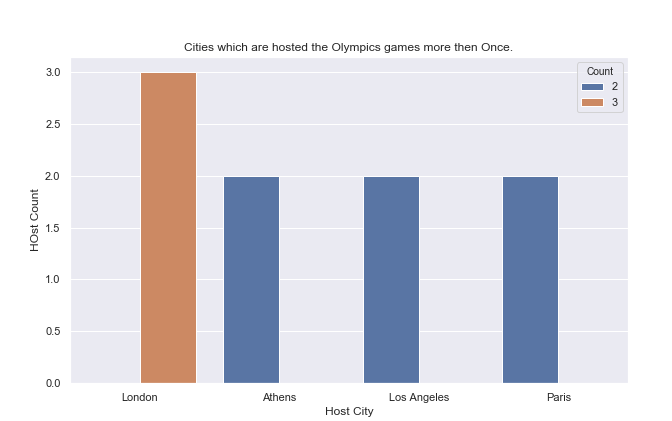 Cities which are hosted the Olympics games more then Once.
Count
2
3
HOst Count
3.0
2.5
2.0
1.5
1.0
0.5
0.0
London Athens Los Angeles Paris
Host City